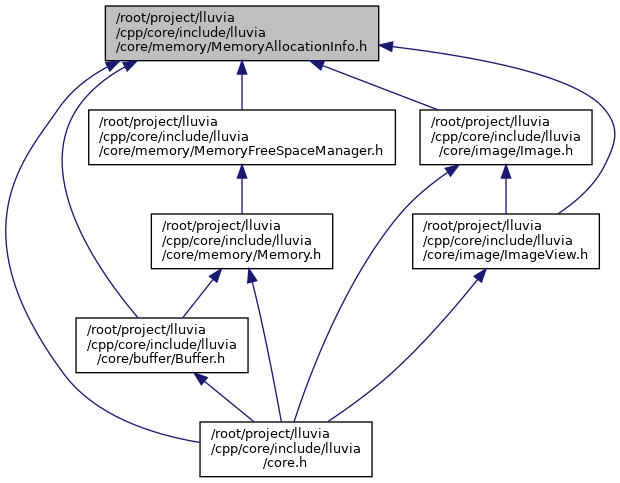 /root/project/lluvia
/cpp/core/include/lluvia
/core/memory/MemoryAllocationInfo.h
/root/project/lluvia
/cpp/core/include/lluvia
/core/memory/MemoryFreeSpaceManager.h
/root/project/lluvia
/cpp/core/include/lluvia
/core/image/Image.h
/root/project/lluvia
/cpp/core/include/lluvia
/core/memory/Memory.h
/root/project/lluvia
/cpp/core/include/lluvia
/core/image/ImageView.h
/root/project/lluvia
/cpp/core/include/lluvia
/core/buffer/Buffer.h
/root/project/lluvia
/cpp/core/include/lluvia
/core.h